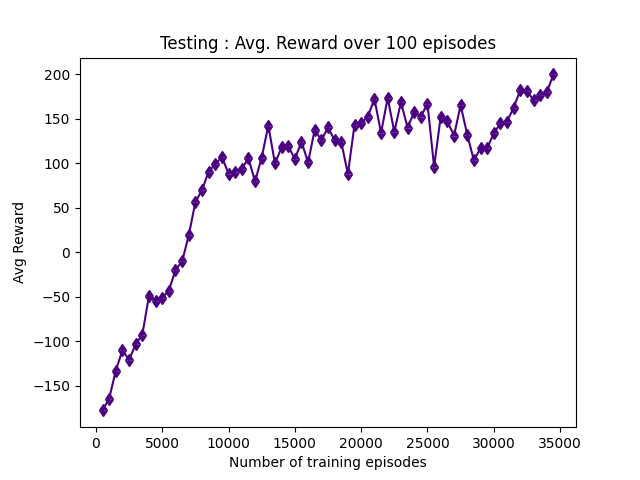 Testing : Avg. Reward over 100 episodes
200
150
100
50
0
−50
−100
−150
Avg Reward
0 5000 10000 15000 20000 25000 30000 35000
Number of training episodes